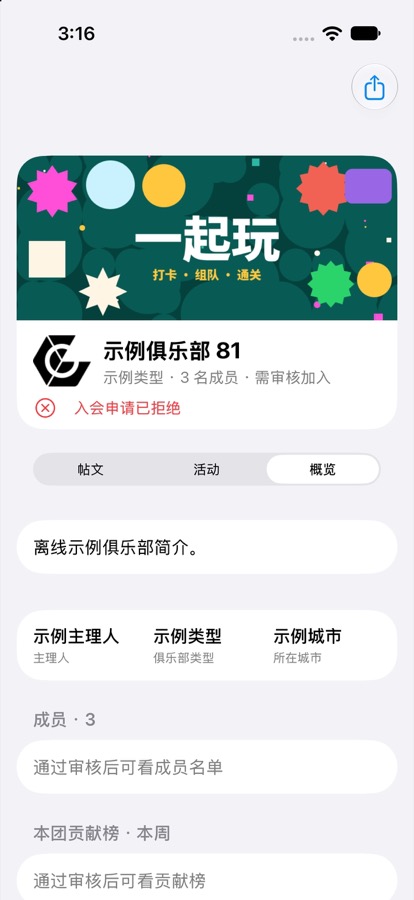 3:16
一起玩
打卡 · 组队 · 通关
示例俱乐部 81
示例类型 · 3 名成员 · 需审核加入
入会申请已拒绝
帖文 活动 概览
离线示例俱乐部简介。
示例主理人 示例类型 示例城市
主理人 俱乐部类型 所在城市
成员 · 3
通过审核后可看成员名单
本团贡献榜 · 本周
通过审核后可看贡献榜